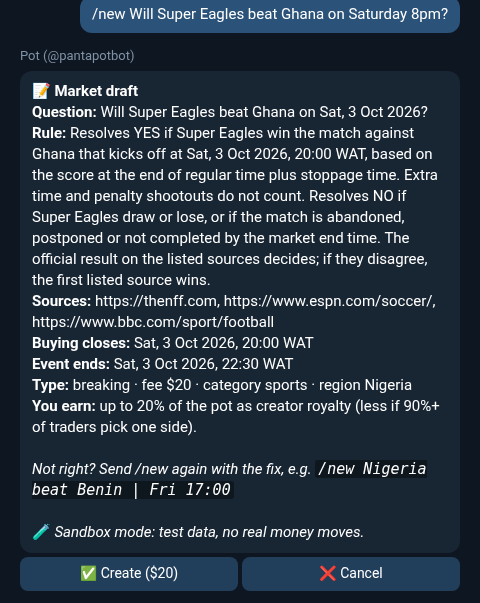 /new Will Super Eagles beat Ghana on Saturday 8pm?
Pot (@pantapotbot)
📝 Market draft
Question: Will Super Eagles beat Ghana on Sat, 3 Oct 2026?
Rule: Resolves YES if Super Eagles win the match against
Ghana that kicks off at Sat, 3 Oct 2026, 20:00 WAT, based on
the score at the end of regular time plus stoppage time. Extra
time and penalty shootouts do not count. Resolves NO if
Super Eagles draw or lose, or if the match is abandoned,
postponed or not completed by the market end time. The
official result on the listed sources decides; if they disagree,
the first listed source wins.
Sources: https://thenff.com, https://www.espn.com/soccer/,
https://www.bbc.com/sport/football
Buying closes: Sat, 3 Oct 2026, 20:00 WAT
Event ends: Sat, 3 Oct 2026, 22:30 WAT
Type: breaking · fee $20 · category sports · region Nigeria
You earn: up to 20% of the pot as creator royalty (less if 90%+
of traders pick one side).
Not right? Send /new again with the fix, e.g. /new Nigeria
beat Benin | Fri 17:00
🧪 Sandbox mode: test data, no real money moves.
✅ Create ($20)
❌ Cancel